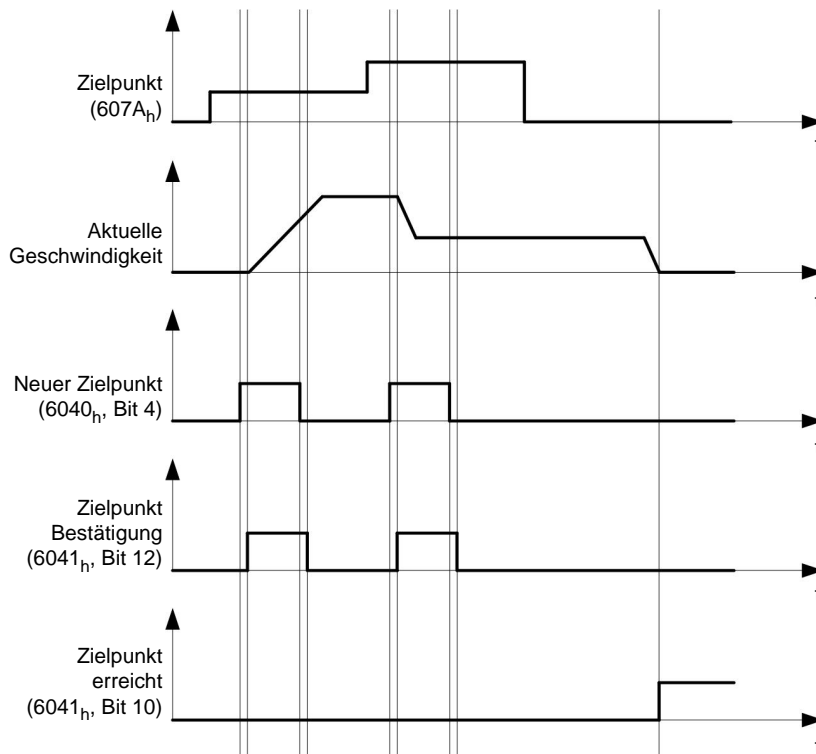 Zielpunkt
(607Aₕ)
Aktuelle
Geschwindigkeit
Neuer Zielpunkt
(6040ₕ, Bit 4)
Zielpunkt
Bestätigung
(6041ₕ, Bit 12)
Zielpunkt
erreicht
(6041ₕ, Bit 10)